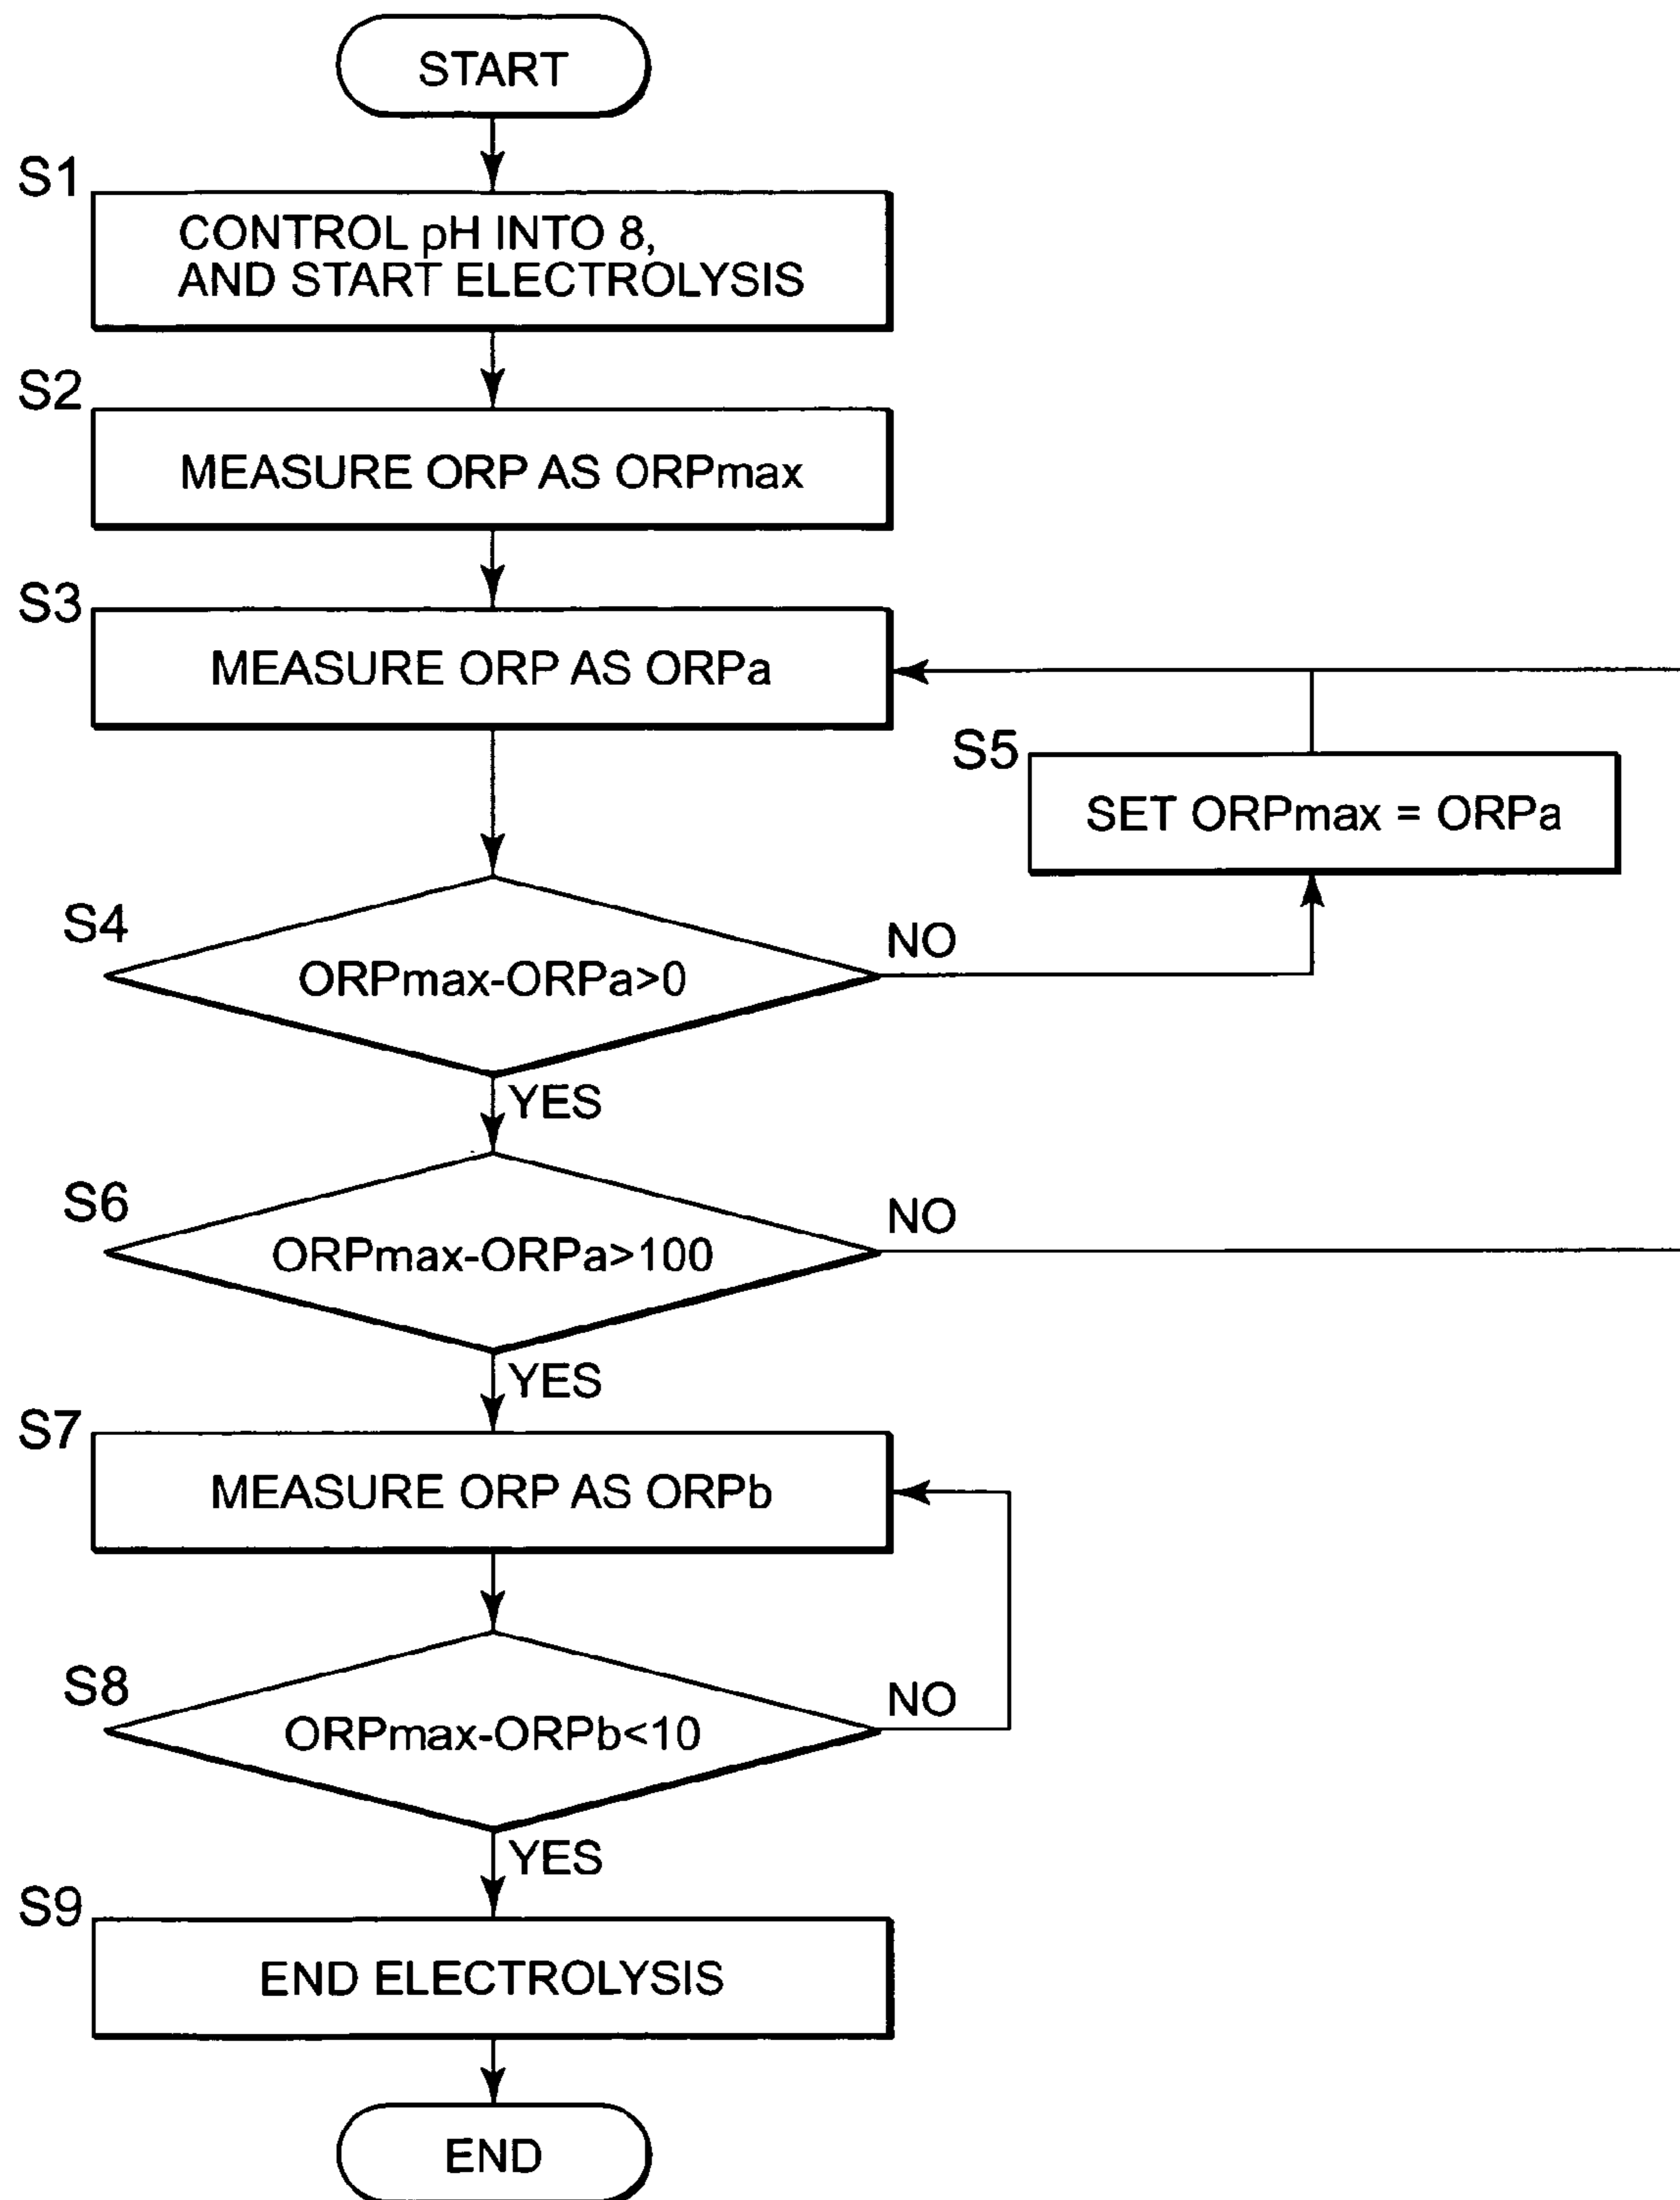 START
S1
CONTROL pH INTO 8,
AND START ELECTROLYSIS
S2
MEASURE ORP AS ORPmax
S3
MEASURE ORP AS ORPa
S5
SET ORPmax = ORPa
S4
ORPmax-ORPa>0
NO
YES
S6
ORPmax-ORPa>100
NO
YES
S7
MEASURE ORP AS ORPb
S8
ORPmax-ORPb<10
NO
YES
S9
END ELECTROLYSIS
END